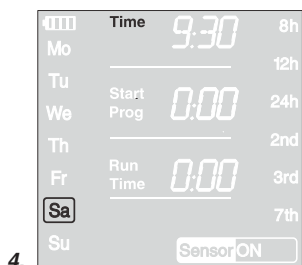 Time 9:30 8h
Mo
12h
Tu
Start Prog 0:00 24h
We
Th 2nd
Run Time 0:00 3rd
Fr
Sa 7th
Su
Sensor ON
4.